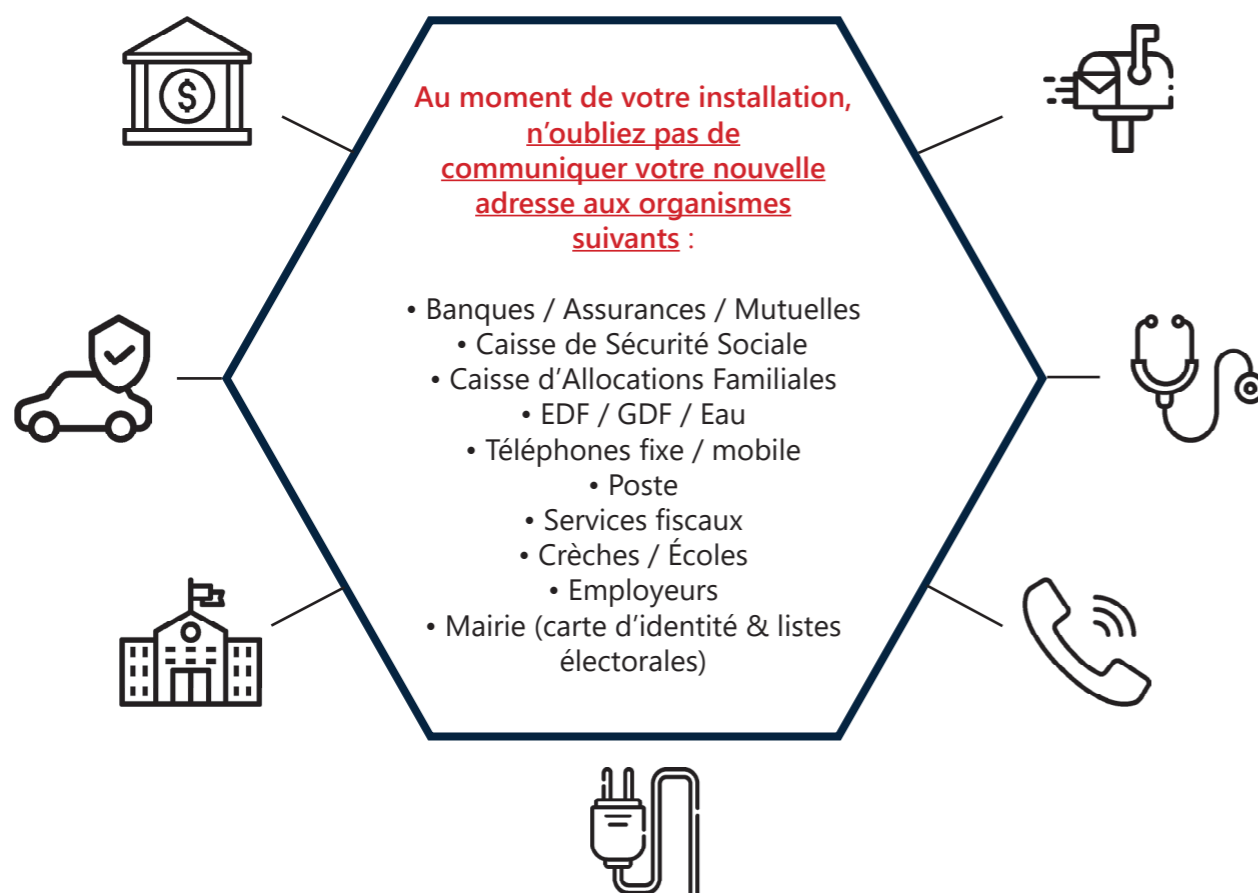 $
Au moment de votre installation,
n’oubliez pas de
communiquer votre nouvelle
adresse aux organismes
suivants :
• Banques / Assurances / Mutuelles
• Caisse de Sécurité Sociale
• Caisse d’Allocations Familiales
• EDF / GDF / Eau
• Téléphones fixe / mobile
• Poste
• Services fiscaux
• Crèches / Écoles
• Employeurs
• Mairie (carte d’identité & listes
électorales)